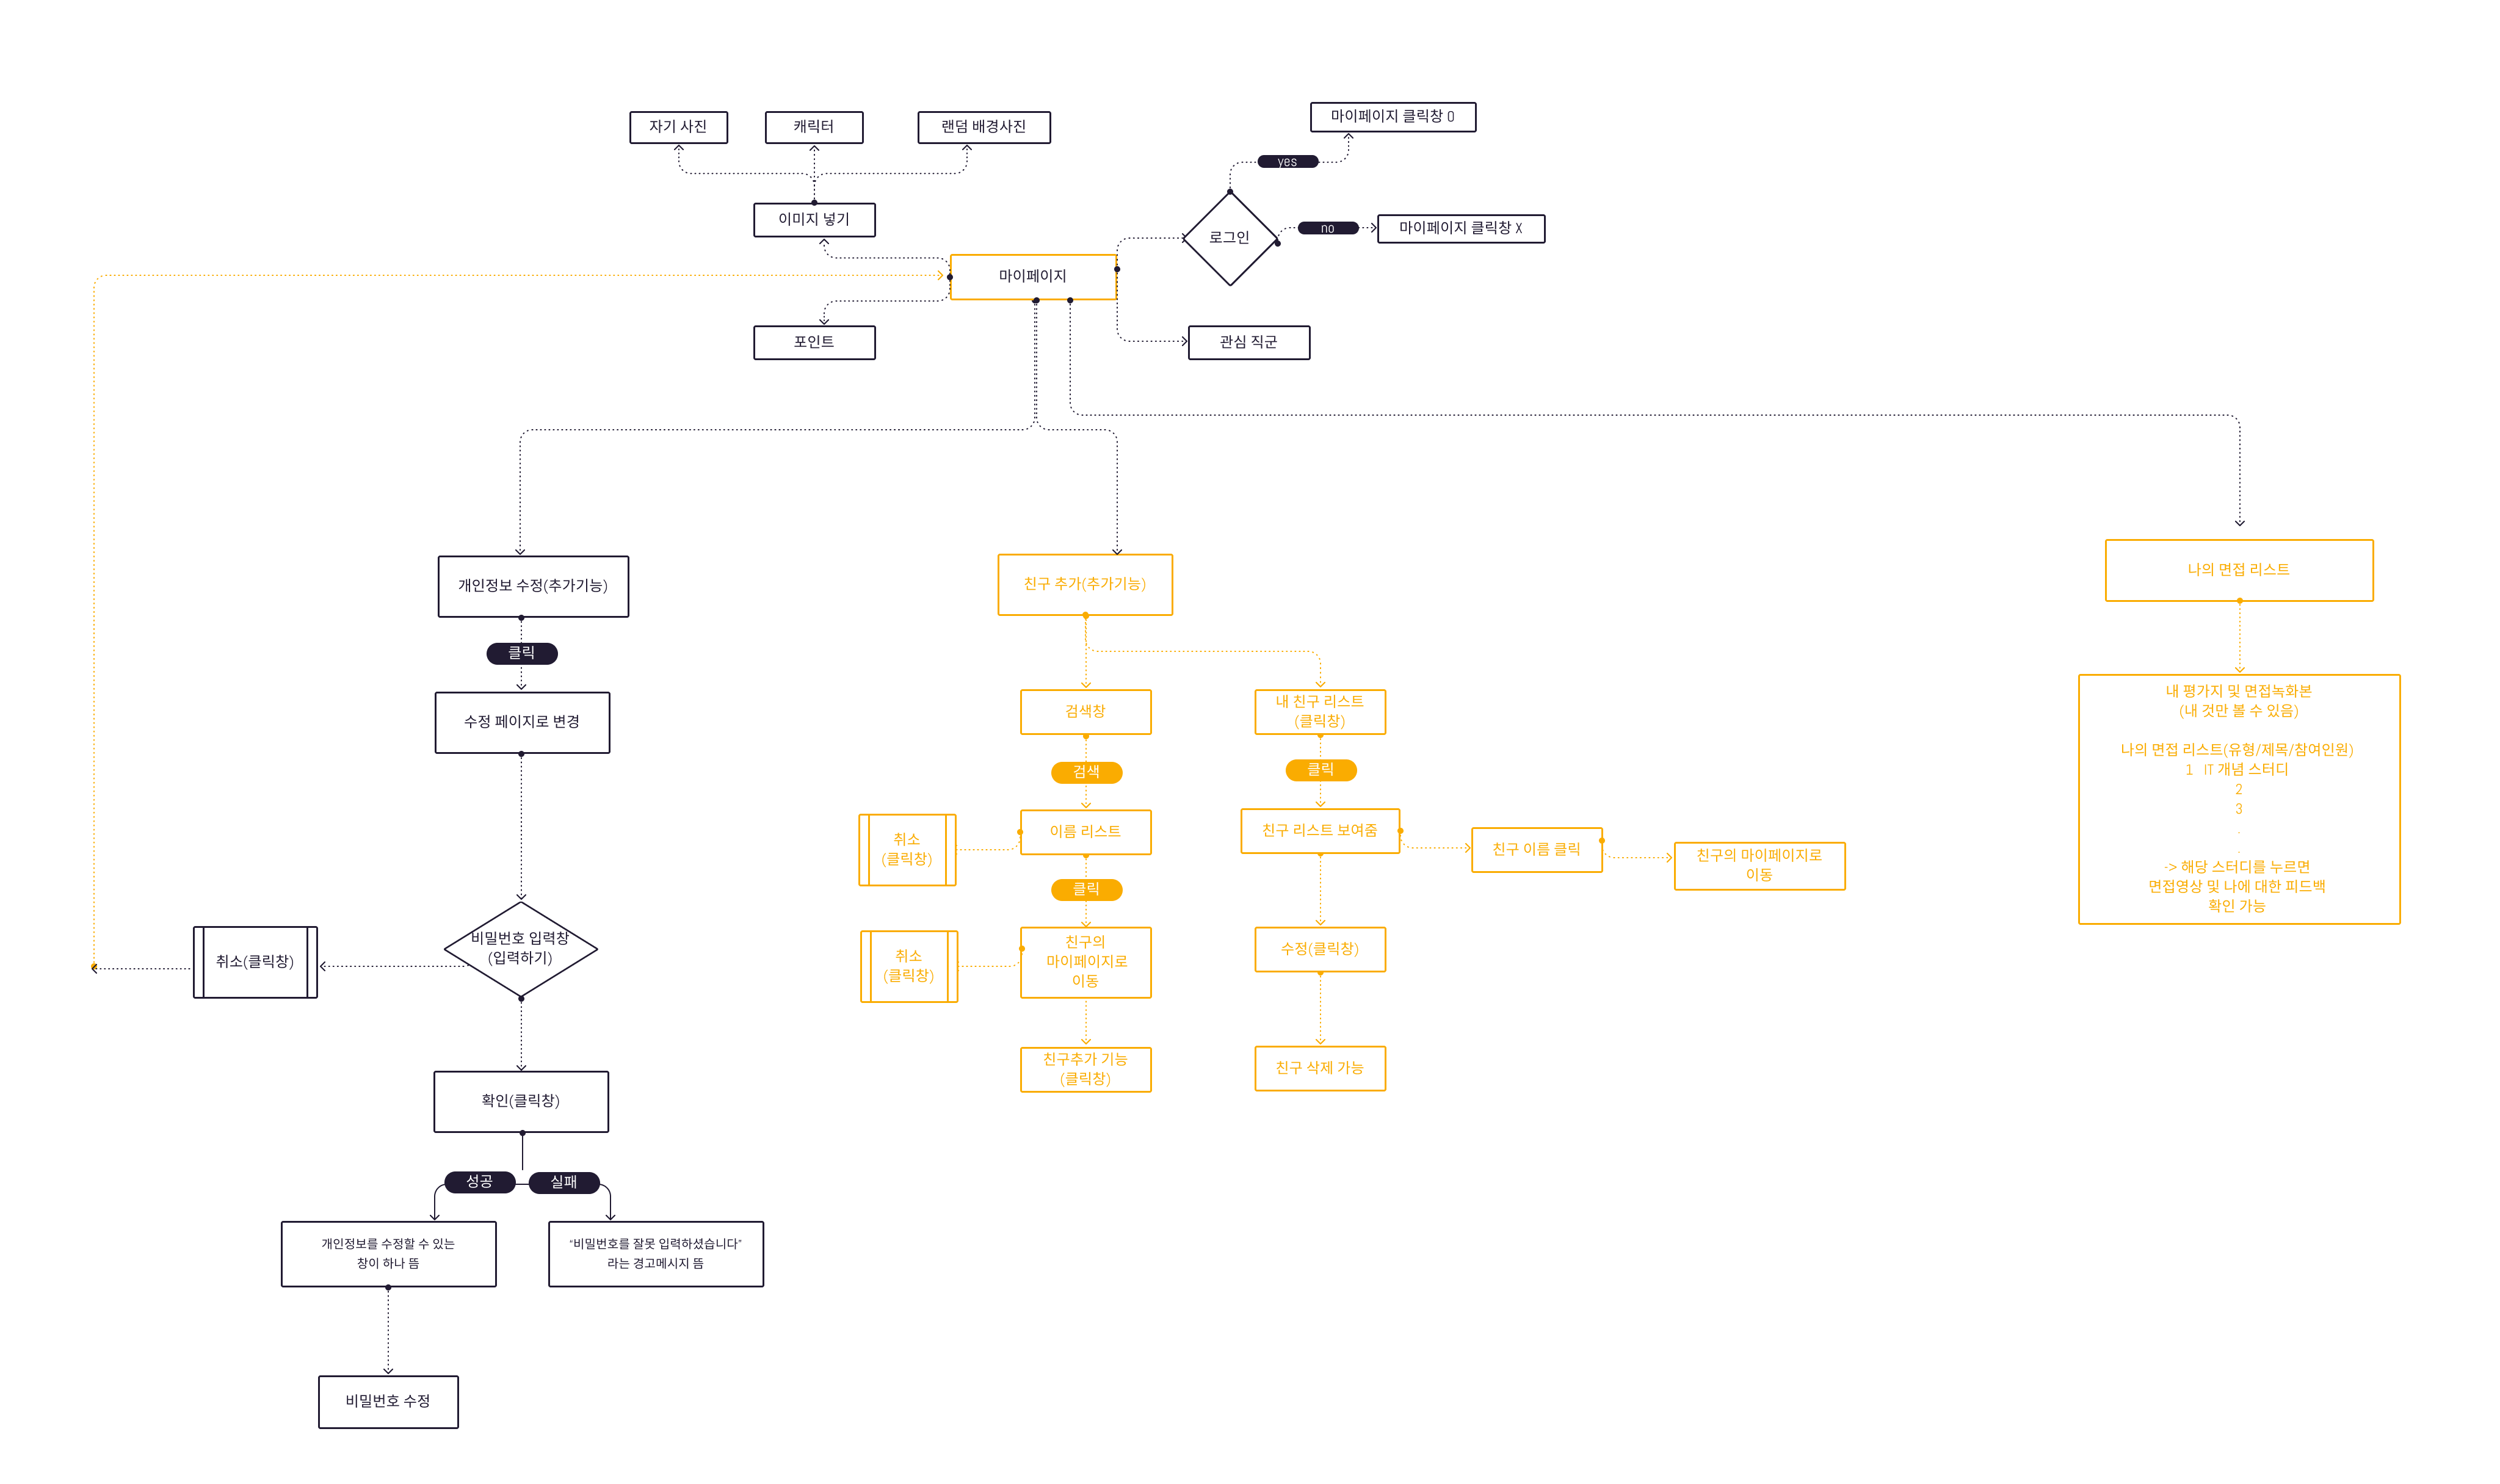 자기 사진
캐릭터
랜덤 배경사진
마이페이지 클릭창 O
yes
이미지 넣기
로그인
no
마이페이지 클릭창 X
마이페이지
포인트
관심 직군
개인정보 수정(추가기능)
클릭
수정 페이지로 변경
비밀번호 입력창
(입력하기)
취소(클릭창)
확인(클릭창)
성공
실패
개인정보를 수정할 수 있는
창이 하나 뜸
“비밀번호를 잘못 입력하셨습니다”
라는 경고메시지 뜸
비밀번호 수정
친구 추가(추가기능)
검색창
검색
이름 리스트
취소
(클릭창)
클릭
친구의
마이페이지로
이동
취소
(클릭창)
친구추가 기능
(클릭창)
내 친구 리스트
(클릭창)
클릭
친구 리스트 보여줌
친구 이름 클릭
친구의 마이페이지로
이동
수정(클릭창)
친구 삭제 가능
나의 면접 리스트
내 평가지 및 면접녹화본
(내 것만 볼 수 있음)
나의 면접 리스트(유형/제목/참여인원)
1 IT 개념 스터디
2
3
.
.
-> 해당 스터디를 누르면
면접영상 및 나에 대한 피드백
확인 가능